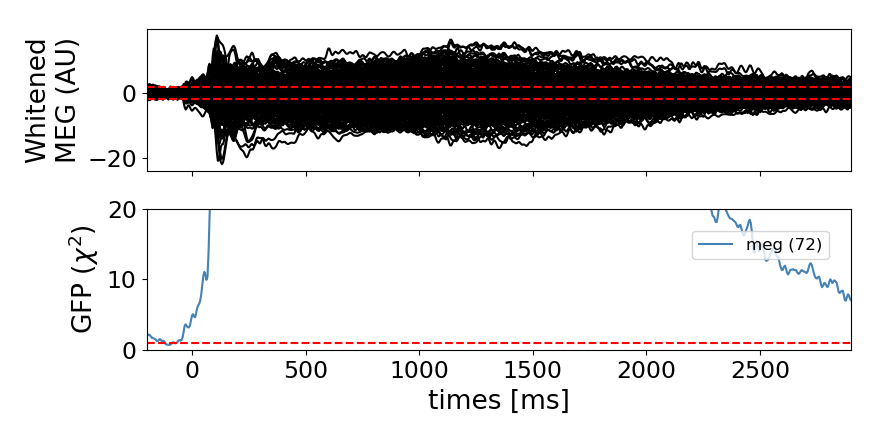 Whitened
MEG (AU)
0
−20
GFP (χ²)
20
10
0
meg (72)
0 500 1000 1500 2000 2500
times [ms]